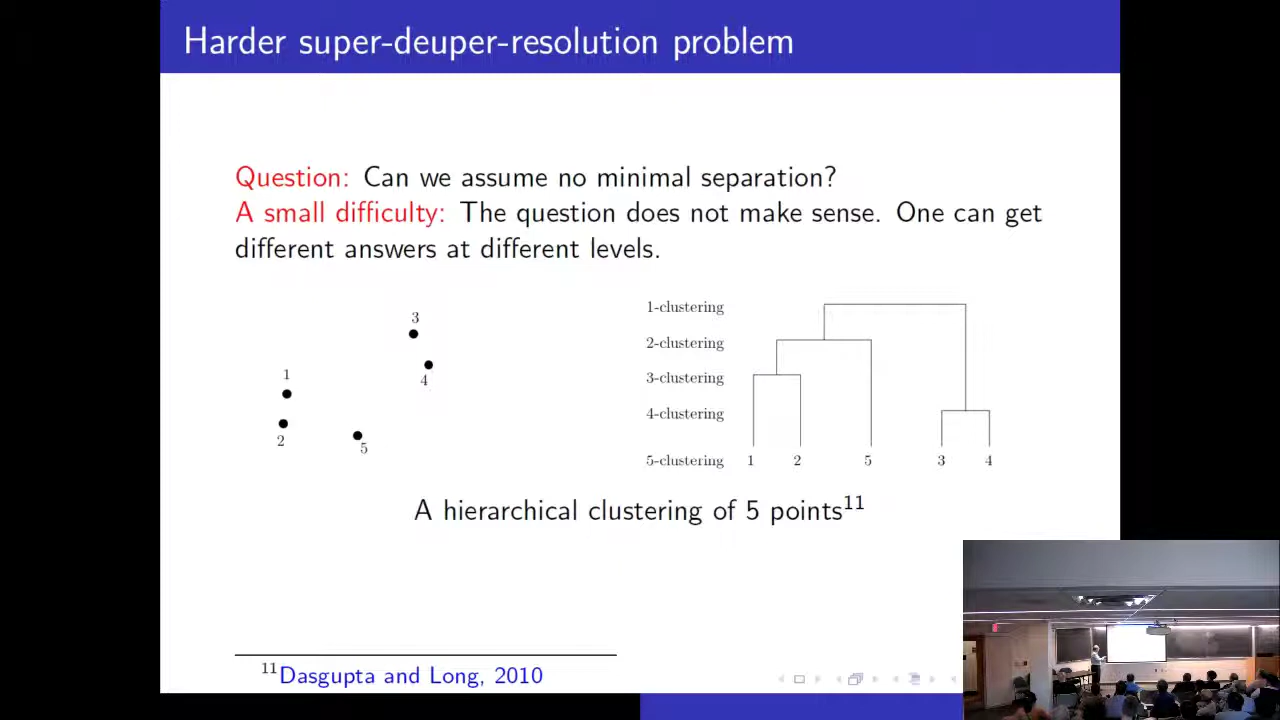 Harder super-deuper-resolution problem
Question: Can we assume no minimal separation?
A small difficulty: The question does not make sense. One can get
different answers at different levels.
3
4
1
2
5
1-clustering
2-clustering
3-clustering
4-clustering
5-clustering 1 2 5 3 4
A hierarchical clustering of 5 points11
11Dasgupta and Long, 2010